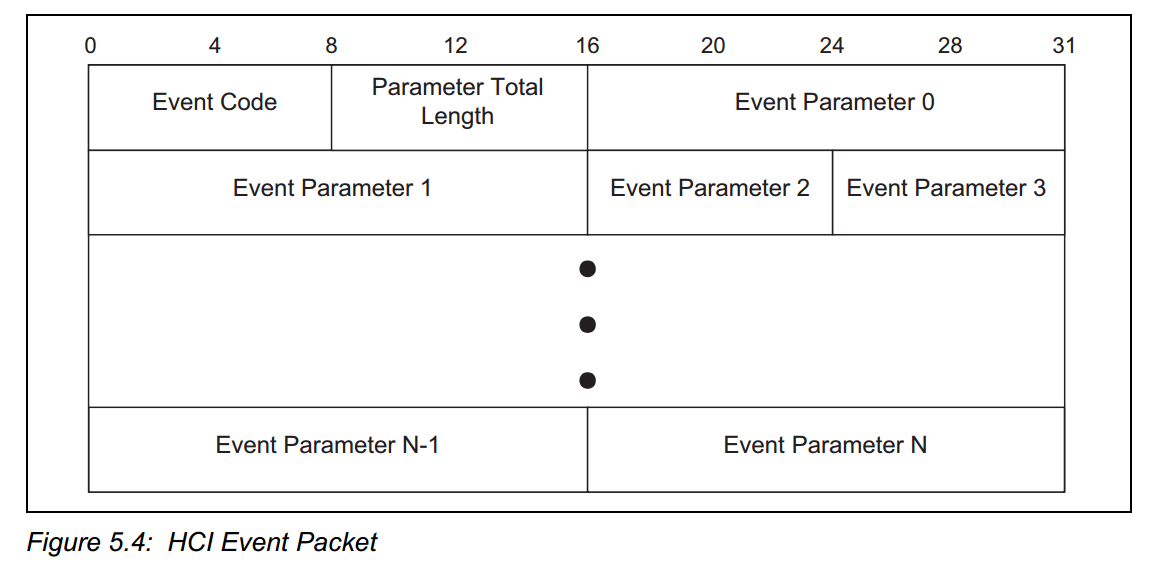 0 4 8 12 16 20 24 28 31
Event Code
Parameter Total
Length
Event Parameter 0
Event Parameter 1
Event Parameter 2
Event Parameter 3
Event Parameter N-1
Event Parameter N
Figure 5.4: HCI Event Packet